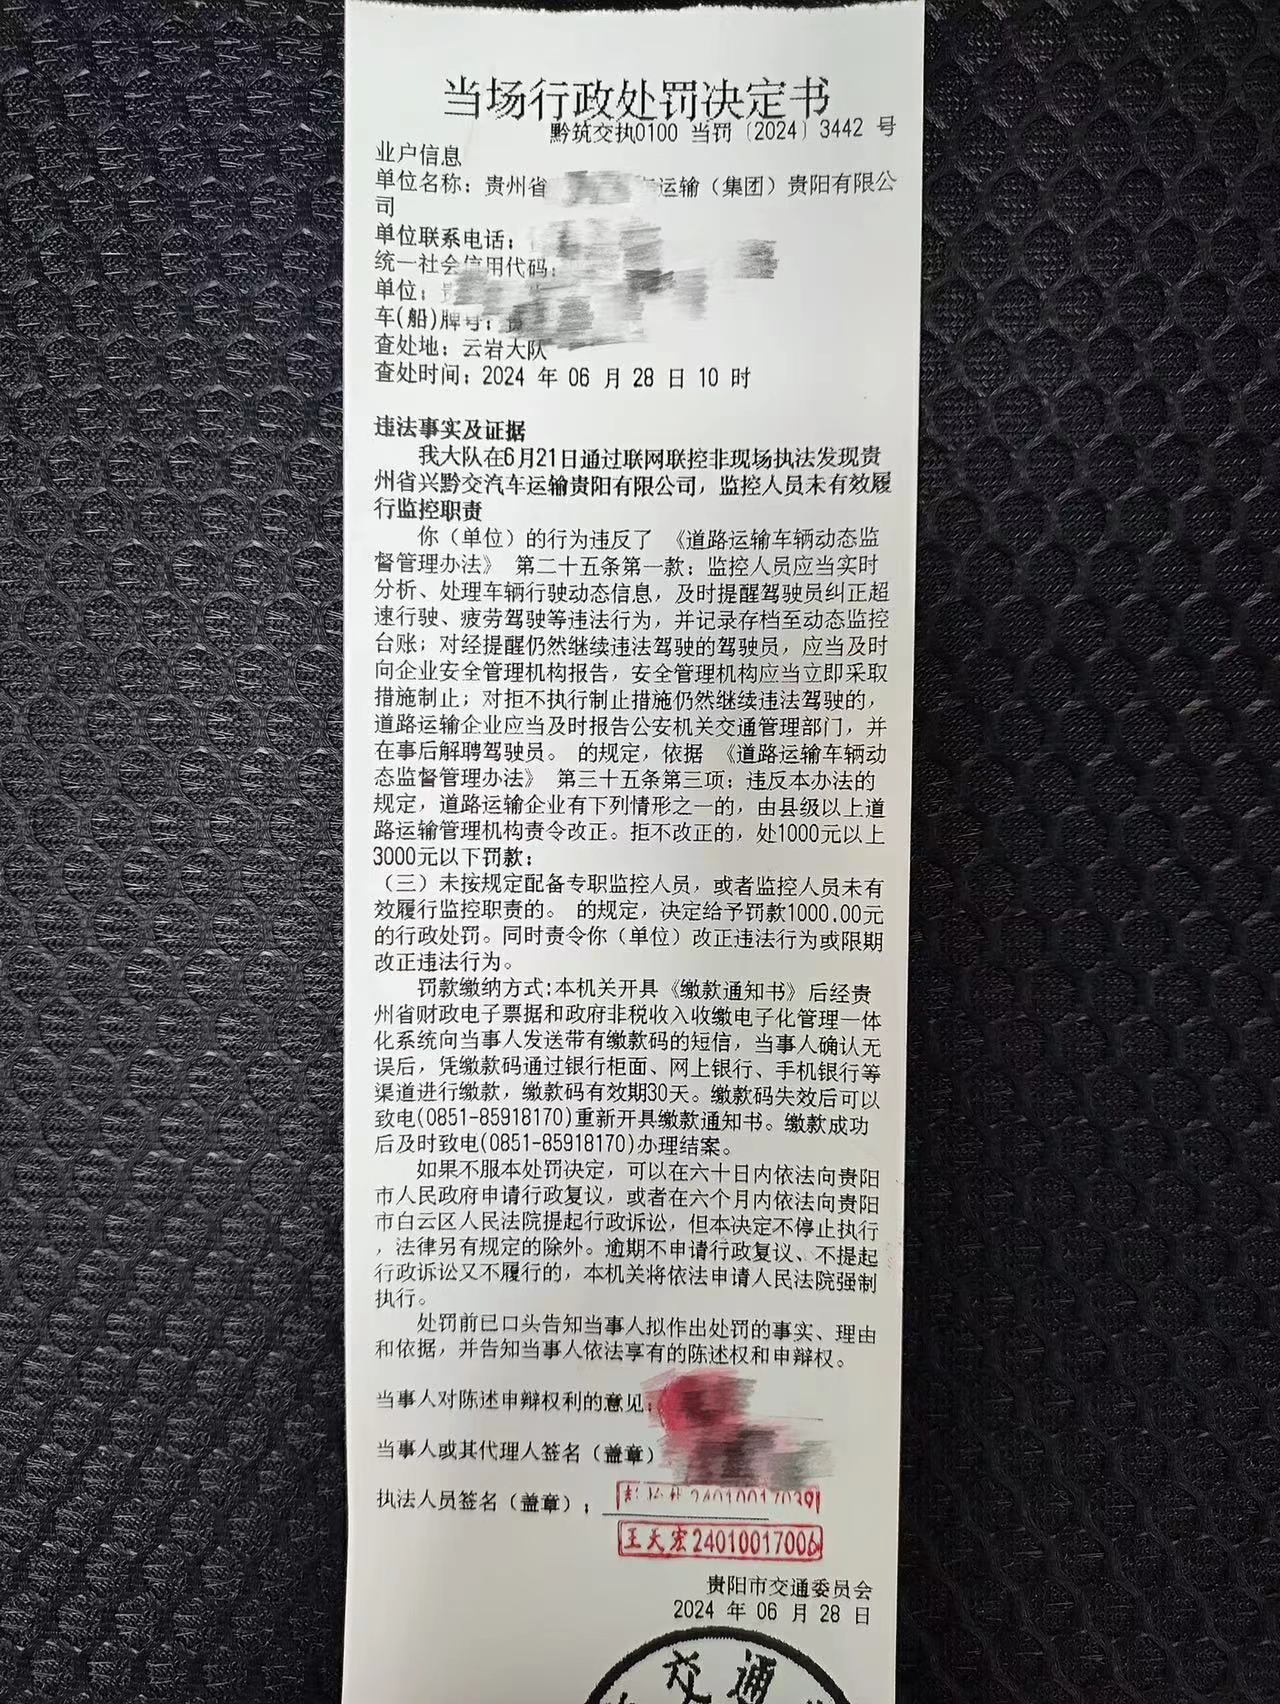 当场行政处罚决定书
黔筑交执0100 当罚〔2024〕3442 号
业户信息
单位名称：贵州省 运输（集团）贵阳有限公
司
单位联系电话：
统一社会信用代码：
单位：
车(船)牌号：
查处地：云岩大队
查处时间：2024 年 06 月 28 日 10 时
违法事实及证据
我大队在6月21日通过联网联控非现场执法发现贵
州省兴黔交汽车运输贵阳有限公司，监控人员未有效履
行监控职责
你（单位）的行为违反了 《道路运输车辆动态监
督管理办法》 第二十五条第一款；监控人员应当实时
分析、处理车辆行驶动态信息，及时提醒驾驶员纠正超
速行驶、疲劳驾驶等违法行为，并记录存档至动态监控
台账；对经提醒仍然继续违法驾驶的驾驶员，应当及时
向企业安全管理机构报告，安全管理机构应当立即采取
措施制止；对拒不执行制止措施仍然继续违法驾驶的，
道路运输企业应当及时报告公安机关交通管理部门，并
在事后解聘驾驶员。 的规定，依据 《道路运输车辆动
态监督管理办法》 第三十五条第三项；违反本办法的
规定，道路运输企业有下列情形之一的，由县级以上道
路运输管理机构责令改正。拒不改正的，处1000元以上
3000元以下罚款：
（三）未按规定配备专职监控人员，或者监控人员未有
效履行监控职责的。 的规定，决定给予罚款1000.00元
的行政处罚。同时责令你（单位）改正违法行为或限期
改正违法行为。
罚款缴纳方式:本机关开具《缴款通知书》后经贵
州省财政电子票据和政府非税收入收缴电子化管理一体
化系统向当事人发送带有缴款码的短信，当事人确认无
误后，凭缴款码通过银行柜面、网上银行、手机银行等
渠道进行缴款，缴款码有效期30天。缴款码失效后可以
致电(0851-85918170)重新开具缴款通知书。缴款成功
后及时致电(0851-85918170)办理结案。
如果不服本处罚决定，可以在六十日内依法向贵阳
市人民政府申请行政复议，或者在六个月内依法向贵阳
市白云区人民法院提起行政诉讼，但本决定不停止执行
，法律另有规定的除外。逾期不申请行政复议、不提起
行政诉讼又不履行的，本机关将依法申请人民法院强制
执行。
处罚前已口头告知当事人拟作出处罚的事实、理由
和依据，并告知当事人依法享有的陈述权和申辩权。
当事人对陈述申辩权利的意见：
当事人或其代理人签名（盖章）
执法人员签名（盖章）：
24010017039
王天宏24010017006
贵阳市交通委员会
2024 年 06 月 28 日
交通